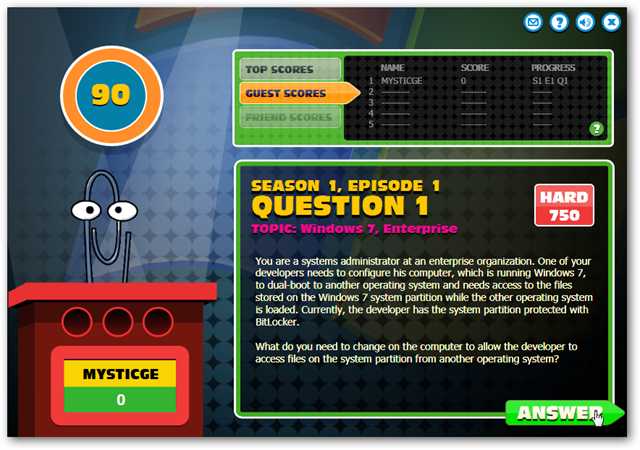 90
TOP SCORES
GUEST SCORES
FRIEND SCORES
NAME SCORE PROGRESS
1 MYSTICGE 0 S1 E1 Q1
2
3
4
5
?
SEASON 1, EPISODE 1
QUESTION 1
TOPIC: Windows 7, Enterprise
HARD
750
You are a systems administrator at an enterprise organization. One of your
developers needs to configure his computer, which is running Windows 7,
to dual-boot to another operating system and needs access to the files
stored on the Windows 7 system partition while the other operating system
is loaded. Currently, the developer has the system partition protected with
BitLocker.
What do you need to change on the computer to allow the developer to
access files on the system partition from another operating system?
MYSTICGE
0
ANSWER